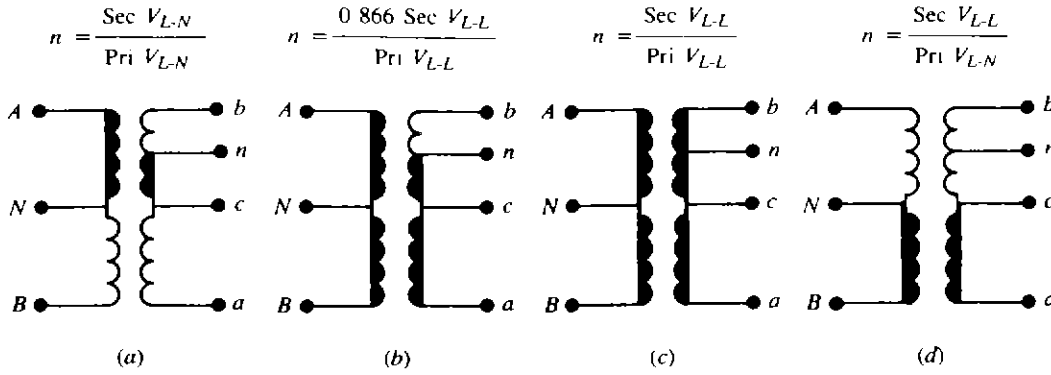 n = Sec V_L-N / Pri V_L-N
n = 0 866 Sec V_L-L / Pri V_L-L
n = Sec V_L-L / Pri V_L-L
n = Sec V_L-L / Pri V_L-N
A b A b A b A b
n n n
N c N c N c N
B a B a B a B
(a) (b) (c) (d)